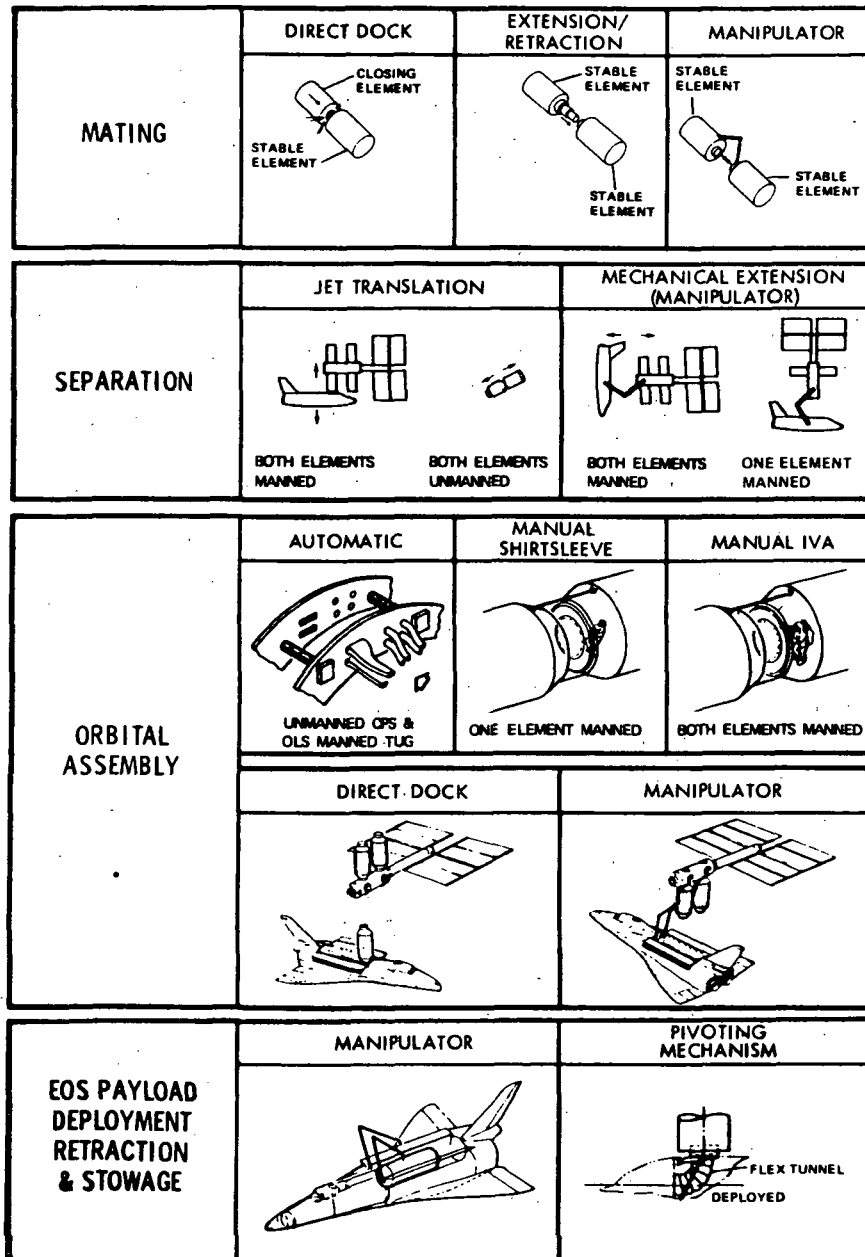 DIRECT DOCK
EXTENSION/
RETRACTION
MANIPULATOR
MATING
CLOSING
ELEMENT
STABLE
ELEMENT
STABLE
ELEMENT
STABLE
ELEMENT
STABLE
ELEMENT
STABLE
ELEMENT
SEPARATION
JET TRANSLATION
MECHANICAL EXTENSION
(MANIPULATOR)
BOTH ELEMENTS
MANNED
BOTH ELEMENTS
UNMANNED
BOTH ELEMENTS
MANNED
ONE ELEMENT
MANNED
ORBITAL
ASSEMBLY
AUTOMATIC
MANUAL
SHIRTSLEEVE
MANUAL IVA
UNMANNED CPS &
OLS MANNED TUG
ONE ELEMENT MANNED
BOTH ELEMENTS MANNED
DIRECT DOCK
MANIPULATOR
EOS PAYLOAD
DEPLOYMENT
RETRACTION
& STOWAGE
MANIPULATOR
PIVOTING
MECHANISM
FLEX TUNNEL
DEPLOYED